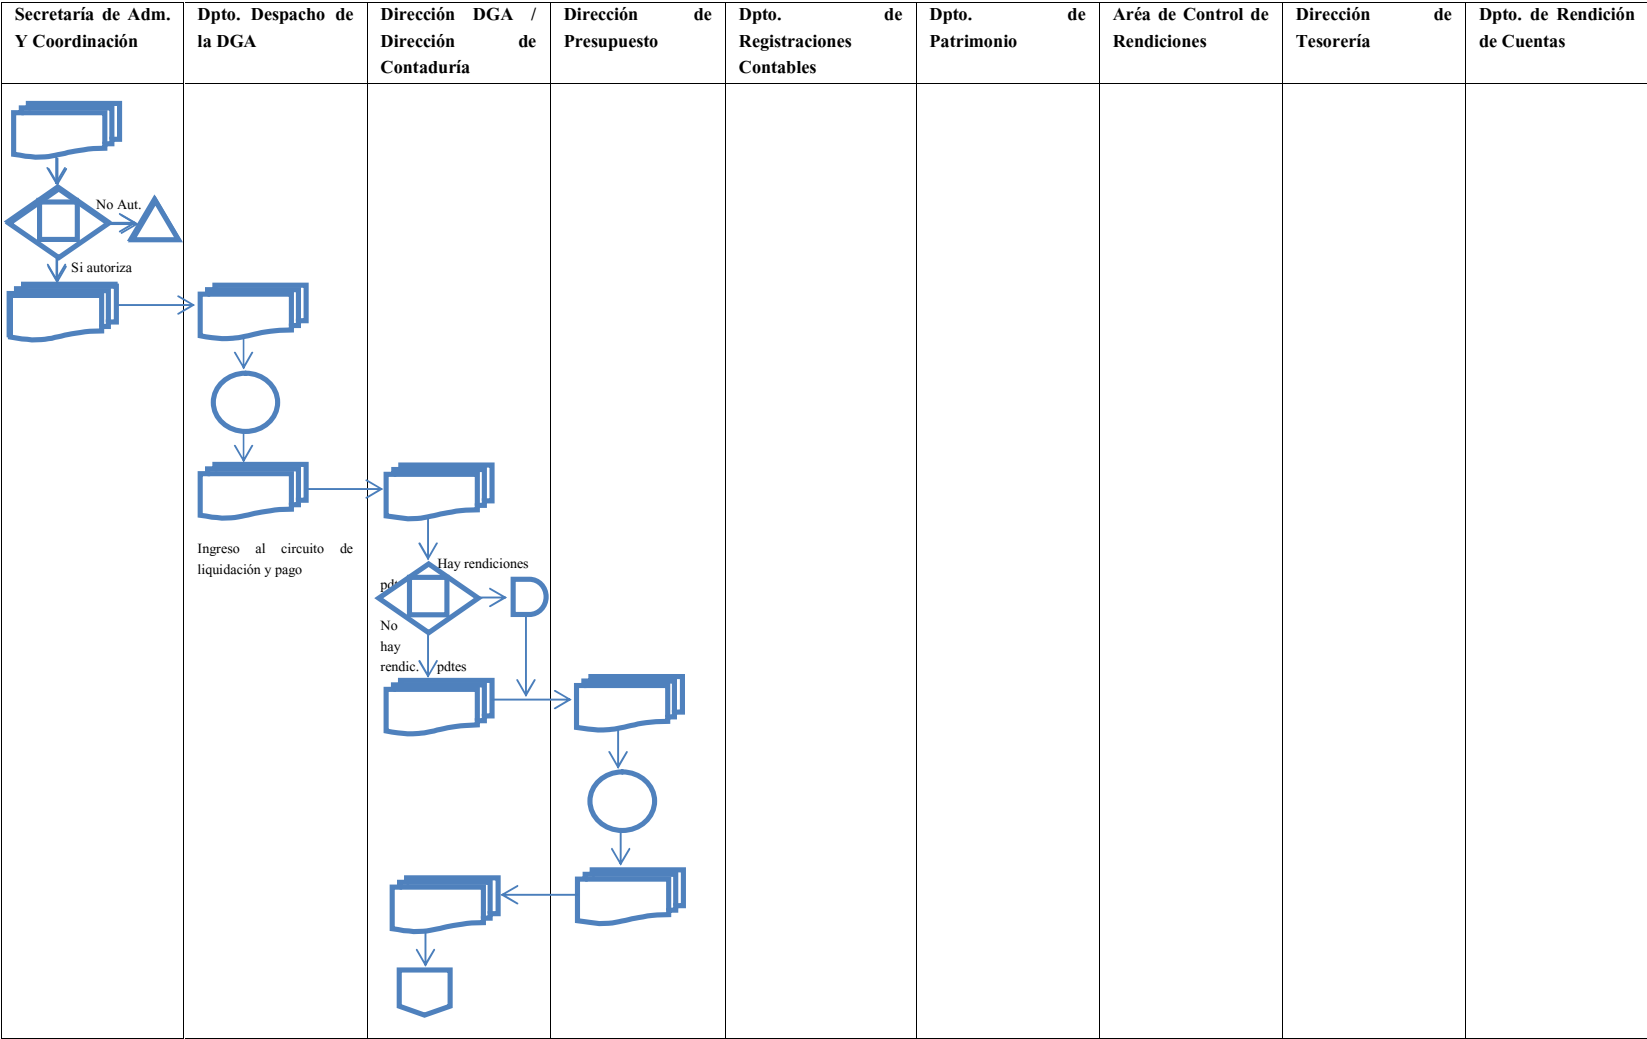 Secretaría de Adm.
Y Coordinación
Dpto. Despacho de
la DGA
Dirección DGA /
Dirección de
Contaduría
Dirección de
Presupuesto
Dpto. de
Registraciones
Contables
Dpto. de
Patrimonio
Aréa de Control de
Rendiciones
Dirección de
Tesorería
Dpto. de Rendición
de Cuentas
No Aut.
Si autoriza
Ingreso al circuito de
liquidación y pago
Hay rendiciones
No
hay
rendic. pdtes